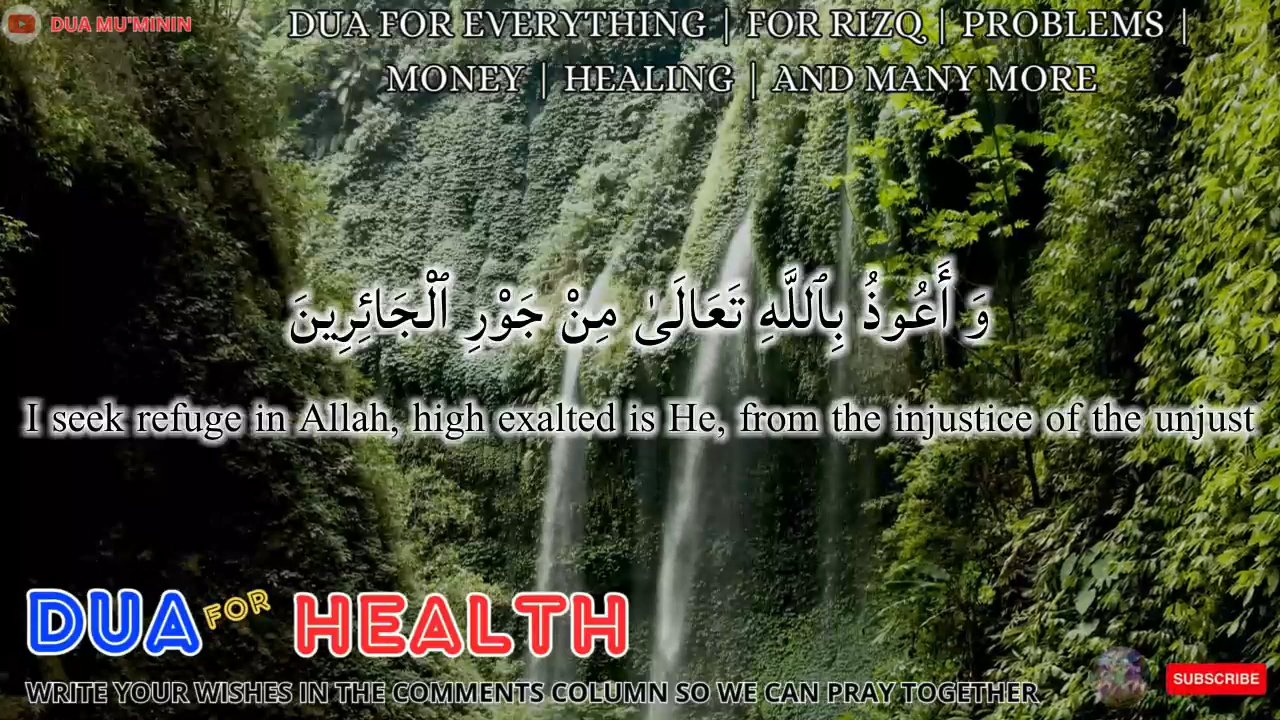 DUA MU'MININ
DUA FOR EVERYTHING | FOR RIZQ | PROBLEMS |
MONEY | HEALING | AND MANY MORE
وَ أَعُوذُ بِٱللَّهِ تَعَالَىٰ مِنْ جَوْرِ ٱلْجَائِرِينَ
I seek refuge in Allah, high exalted is He, from the injustice of the unjust
DUA FOR HEALTH
WRITE YOUR WISHES IN THE COMMENTS COLUMN SO WE CAN PRAY TOGETHER
SUBSCRIBE